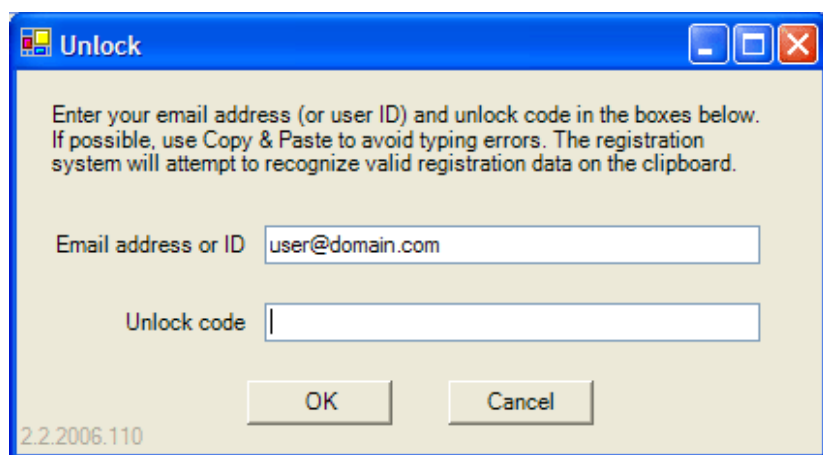 Unlock
Enter your email address (or user ID) and unlock code in the boxes below.
If possible, use Copy & Paste to avoid typing errors. The registration
system will attempt to recognize valid registration data on the clipboard.
Email address or ID user@domain.com
Unlock code
OK Cancel
2.2.2006.110